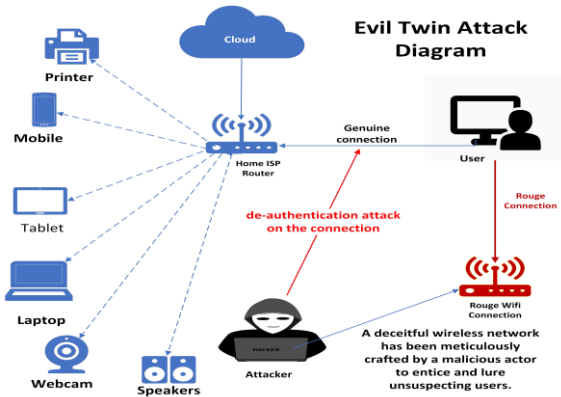 Evil Twin Attack
Diagram
Cloud
Printer
Mobile
Tablet
Laptop
Webcam
Speakers
Home ISP
Router
Genuine
connection
User
de-authentication attack
on the connection
Rouge
Connection
HACKER
Attacker
Rouge Wifi
Connection
A deceitful wireless network
has been meticulously
crafted by a malicious actor
to entice and lure
unsuspecting users.